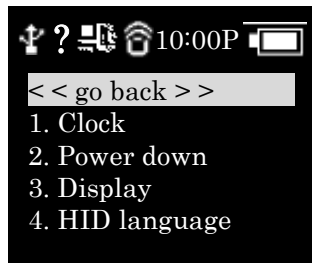 ? 10:00P
< < go back > >
1. Clock
2. Power down
3. Display
4. HID language